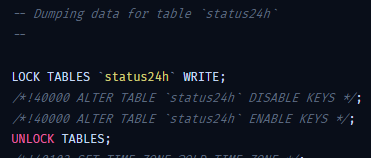 -- Dumping data for table `status24h`
--
LOCK TABLES `status24h` WRITE;
/*!40000 ALTER TABLE `status24h` DISABLE KEYS */;
/*!40000 ALTER TABLE `status24h` ENABLE KEYS */;
UNLOCK TABLES;